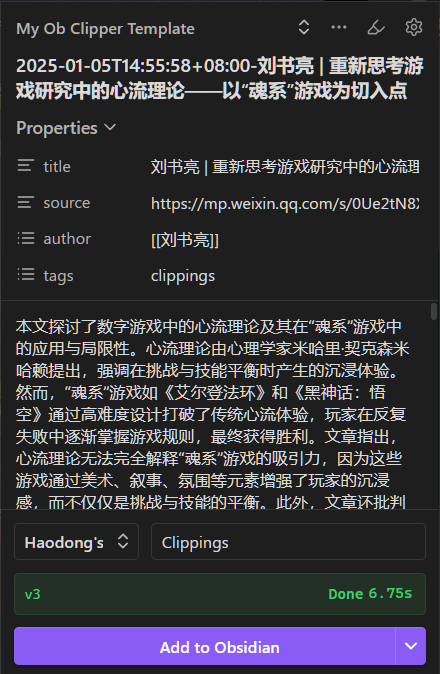 My Ob Clipper Template
2025-01-05T14:55:58+08:00-刘书亮 | 重新思考游
戏研究中的心流理论——以“魂系”游戏为切入点
Properties
title 刘书亮 | 重新思考游戏研究中的心流理
source https://mp.weixin.qq.com/s/0Ue2tN8X
author [[刘书亮]]
tags clippings
本文探讨了数字游戏中的心流理论及其在“魂系”游戏中
的应用与局限性。心流理论由心理学家米哈里·契克森米
哈赖提出，强调在挑战与技能平衡时产生的沉浸体验。
然而，“魂系”游戏如《艾尔登法环》和《黑神话：悟
空》通过高难度设计打破了传统心流体验，玩家在反复
失败中逐渐掌握游戏规则，最终获得胜利。文章指出，
心流理论无法完全解释“魂系”游戏的吸引力，因为这些
游戏通过美术、叙事、氛围等元素增强了玩家的沉浸
感，而不仅仅是挑战与技能的平衡。此外，文章还批判
Haodong's Clippings
v3 Done 6.75s
Add to Obsidian